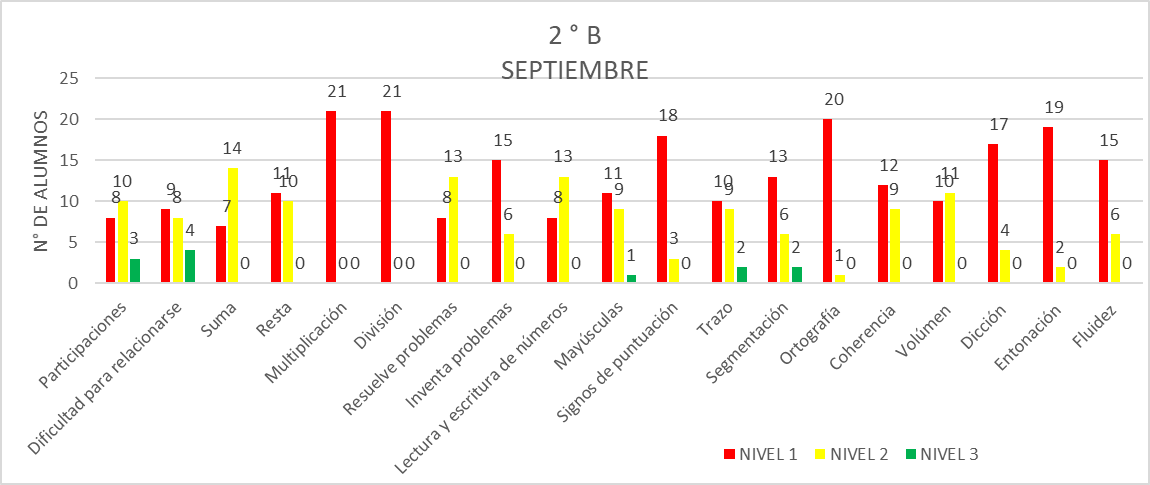 2 ° B
SEPTIEMBRE
N° DE ALUMNOS
25
20
15
10
5
0
8 10 3
9 8 4
7 14 0
11 10 0
21 0 0
21 0 0
8 13 0
15 6 0
8 13 0
11 9 1
18 3 0
10 9 2
13 6 2
20 1 0
12 9 0
10 11 0
17 4 0
19 2 0
15 6 0
Participaciones
Dificultad para relacionarse
Suma
Resta
Multiplicación
División
Resuelve problemas
Inventa problemas
Lectura y escritura de números
Mayúsculas
Signos de puntuación
Trazo
Segmentación
Ortografía
Coherencia
Volúmen
Dicción
Entonación
Fluidez
NIVEL 1 NIVEL 2 NIVEL 3